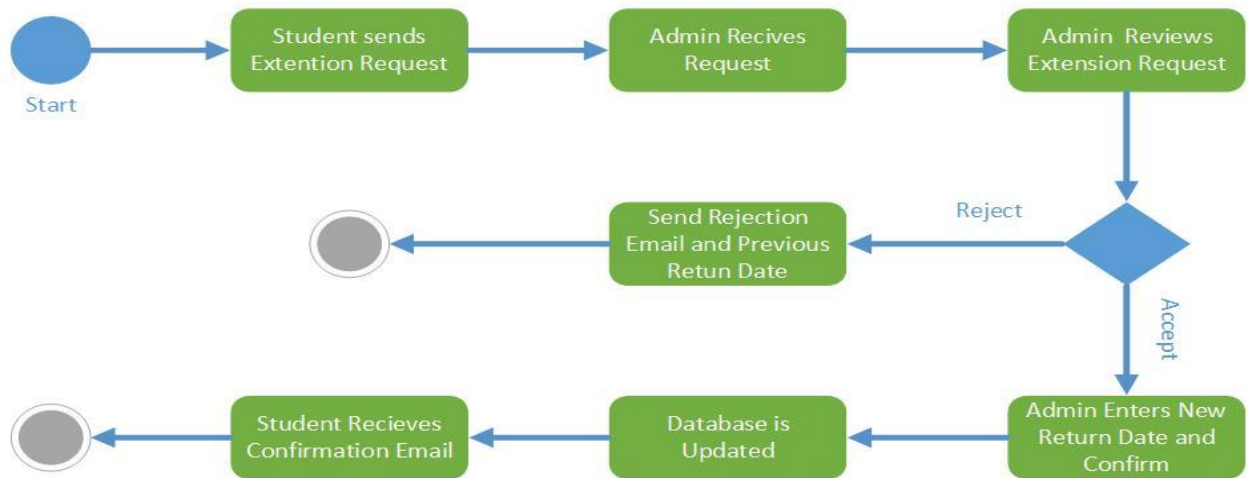 Start
Student sends
Extention Request
Admin Recives
Request
Admin  Reviews
Extension Request
Reject
Send Rejection
Email and Previous
Retun Date
Accept
Admin Enters New
Return Date and
Confirm
Database is
Updated
Student Recieves
Confirmation Email